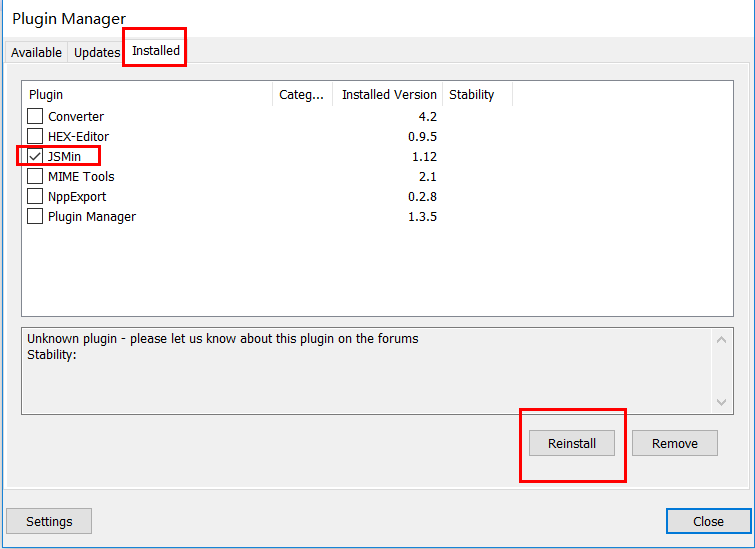 Plugin Manager
Available Updates Installed
Plugin Categ... Installed Version Stability
Converter 4.2
HEX-Editor 0.9.5
JSMin 1.12
MIME Tools 2.1
NppExport 0.2.8
Plugin Manager 1.3.5
Unknown plugin - please let us know about this plugin on the forums
Stability:
Reinstall Remove
Settings Close